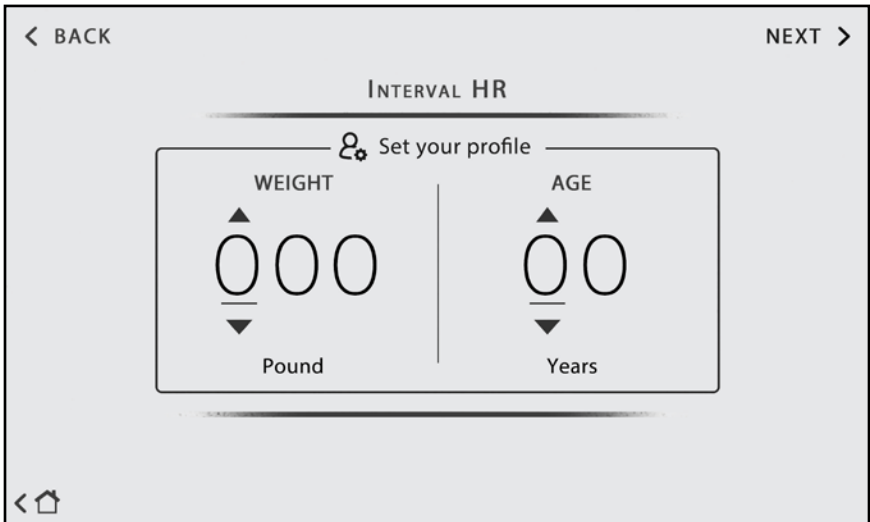 BACK
NEXT
INTERVAL HR
Set your profile
WEIGHT
AGE
000
00
Pound
Years